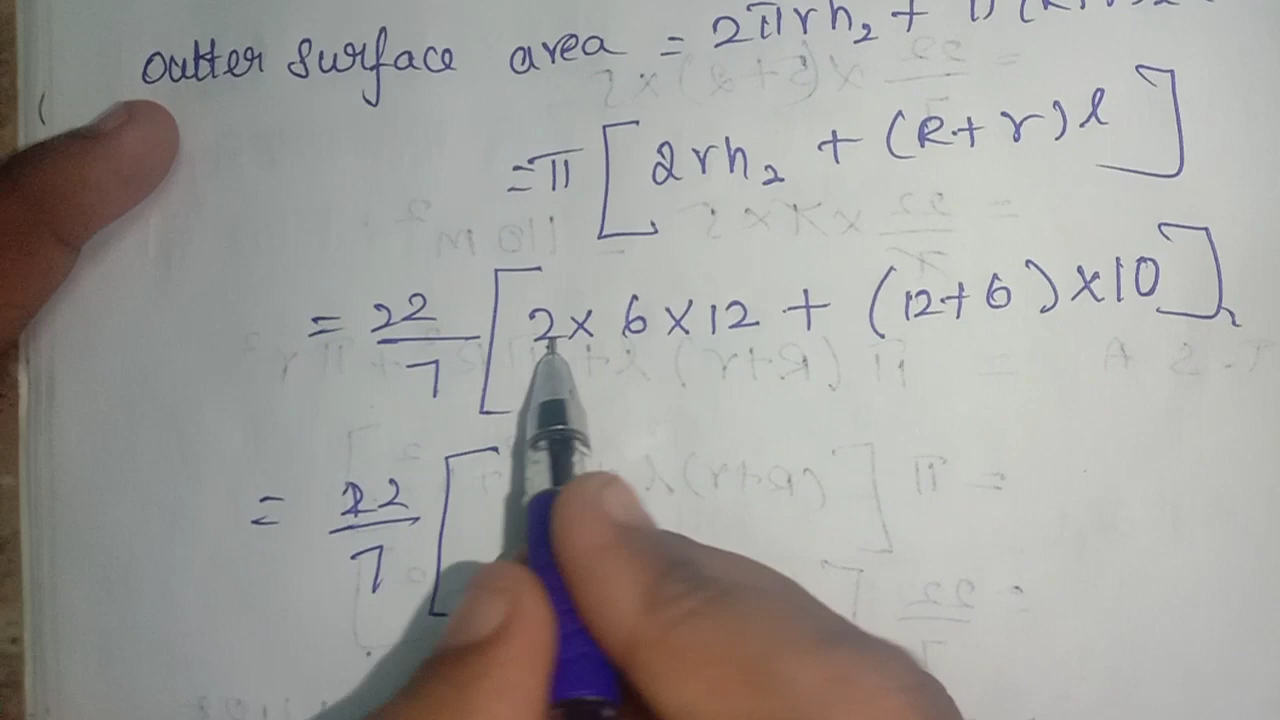 outter surface area = 2πrh₂ + π(R+r)
= π [ 2rh₂ + (R+r)l ]
= 22/7 [ 2 × 6 × 12 + (12+6) × 10 ]
= 22/7 [